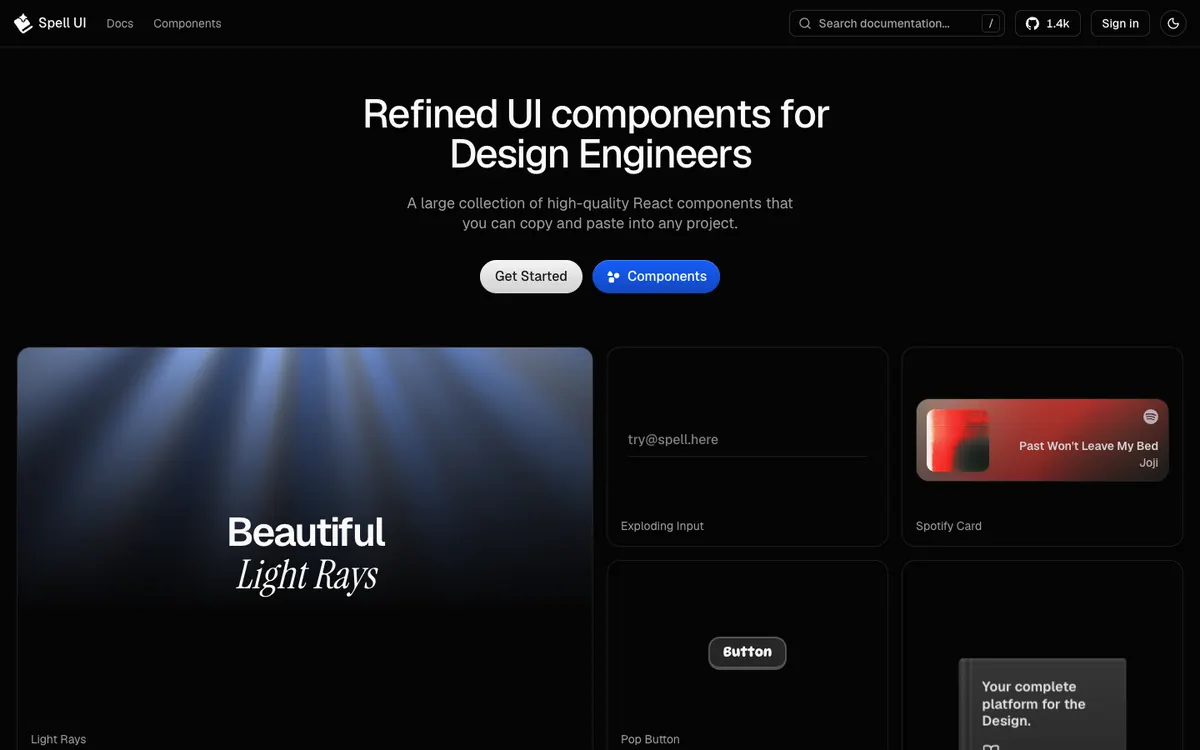 Spell UI
Docs
Components
Search documentation...
/
1.4k
Sign in
Refined UI components for
Design Engineers
A large collection of high-quality React components that
you can copy and paste into any project.
Get Started
Components
Beautiful
Light Rays
Light Rays
try@spell.here
Exploding Input
Past Won't Leave My Bed
Joji
Spotify Card
Button
Pop Button
Your complete
platform for the
Design.